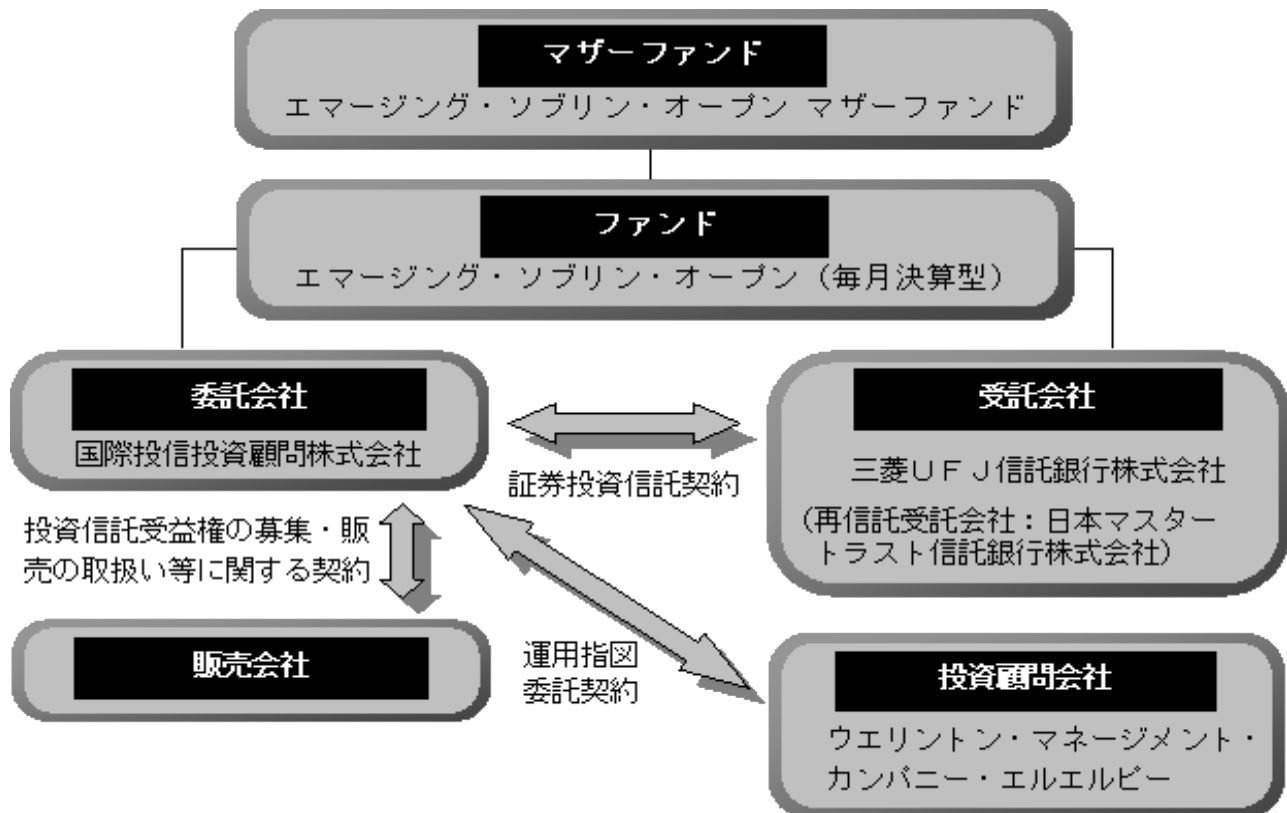 マザーファンド
エマージング・ソブリン・オープン マザーファンド
ファンド
エマージング・ソブリン・オープン（毎月決算型）
委託会社
国際投信投資顧問株式会社
証券投資信託契約
受託会社
三菱ＵＦＪ信託銀行株式会社
（再信託受託会社：日本マスター
トラスト信託銀行株式会社）
投資信託受益権の募集・販
売の取扱い等に関する契約
販売会社
運用指図
委託契約
投資顧問会社
ウエリントン・マネージメント・
カンパニー・エルエルピー